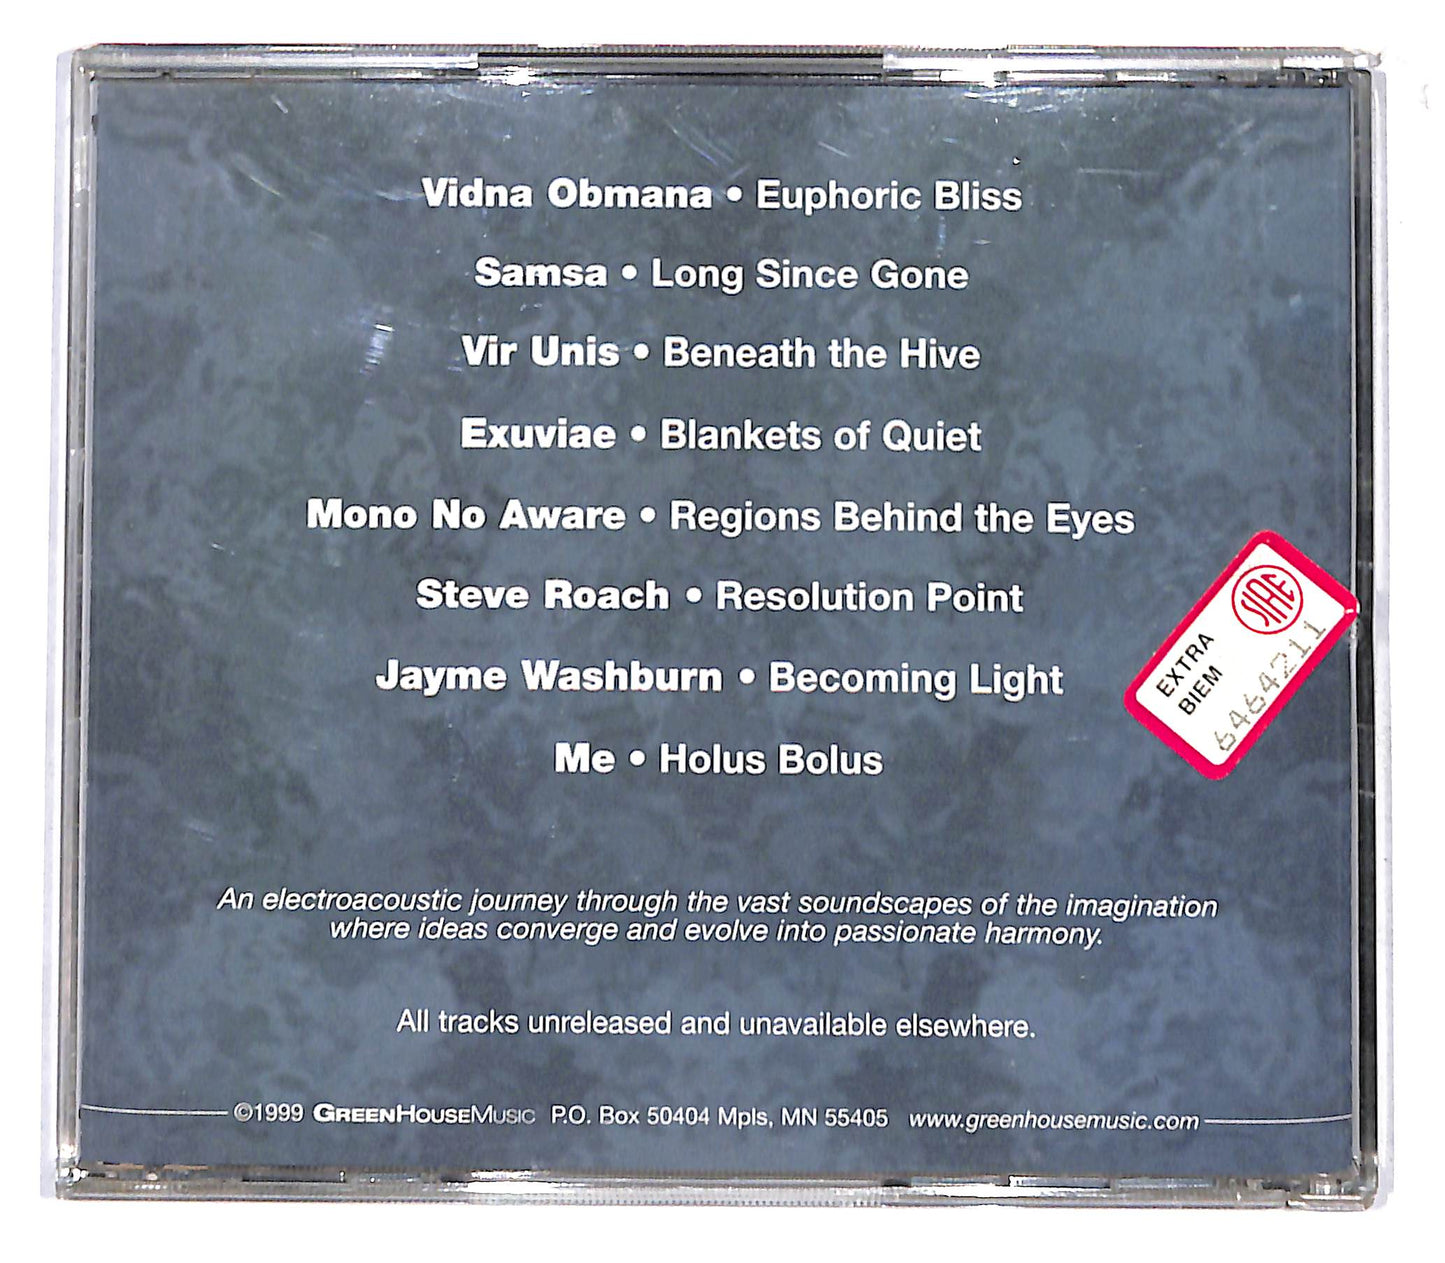 Vidna Obmana • Euphoric Bliss
Samsa • Long Since Gone
Vir Unis • Beneath the Hive
Exuviae • Blankets of Quiet
Mono No Aware • Regions Behind the Eyes
Steve Roach • Resolution Point
Jayme Washburn • Becoming Light
Me • Holus Bolus
SIAE
EXTRA
BIEM
6464211
An electroacoustic journey through the vast soundscapes of the imagination
where ideas converge and evolve into passionate harmony.
All tracks unreleased and unavailable elsewhere.
©1999 GREENHOUSEMUSIC P.O. Box 50404 Mpls, MN 55405 www.greenhousemusic.com